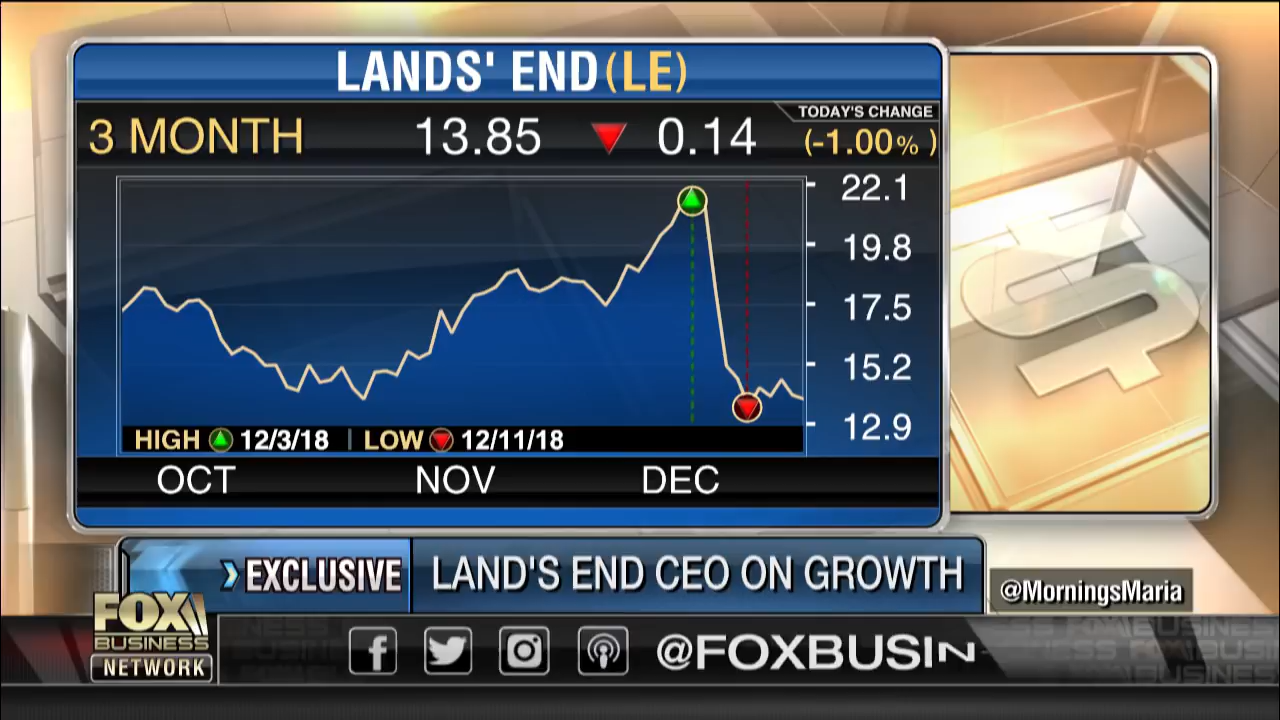 LANDS' END (LE)
TODAY'S CHANGE
3 MONTH 13.85 0.14 (-1.00%)
22.1
19.8
17.5
15.2
12.9
HIGH 12/3/18 | LOW 12/11/18
OCT NOV DEC
EXCLUSIVE LAND'S END CEO ON GROWTH
@MorningsMaria
FOX
BUSINESS
NETWORK
@FOXBUSIN